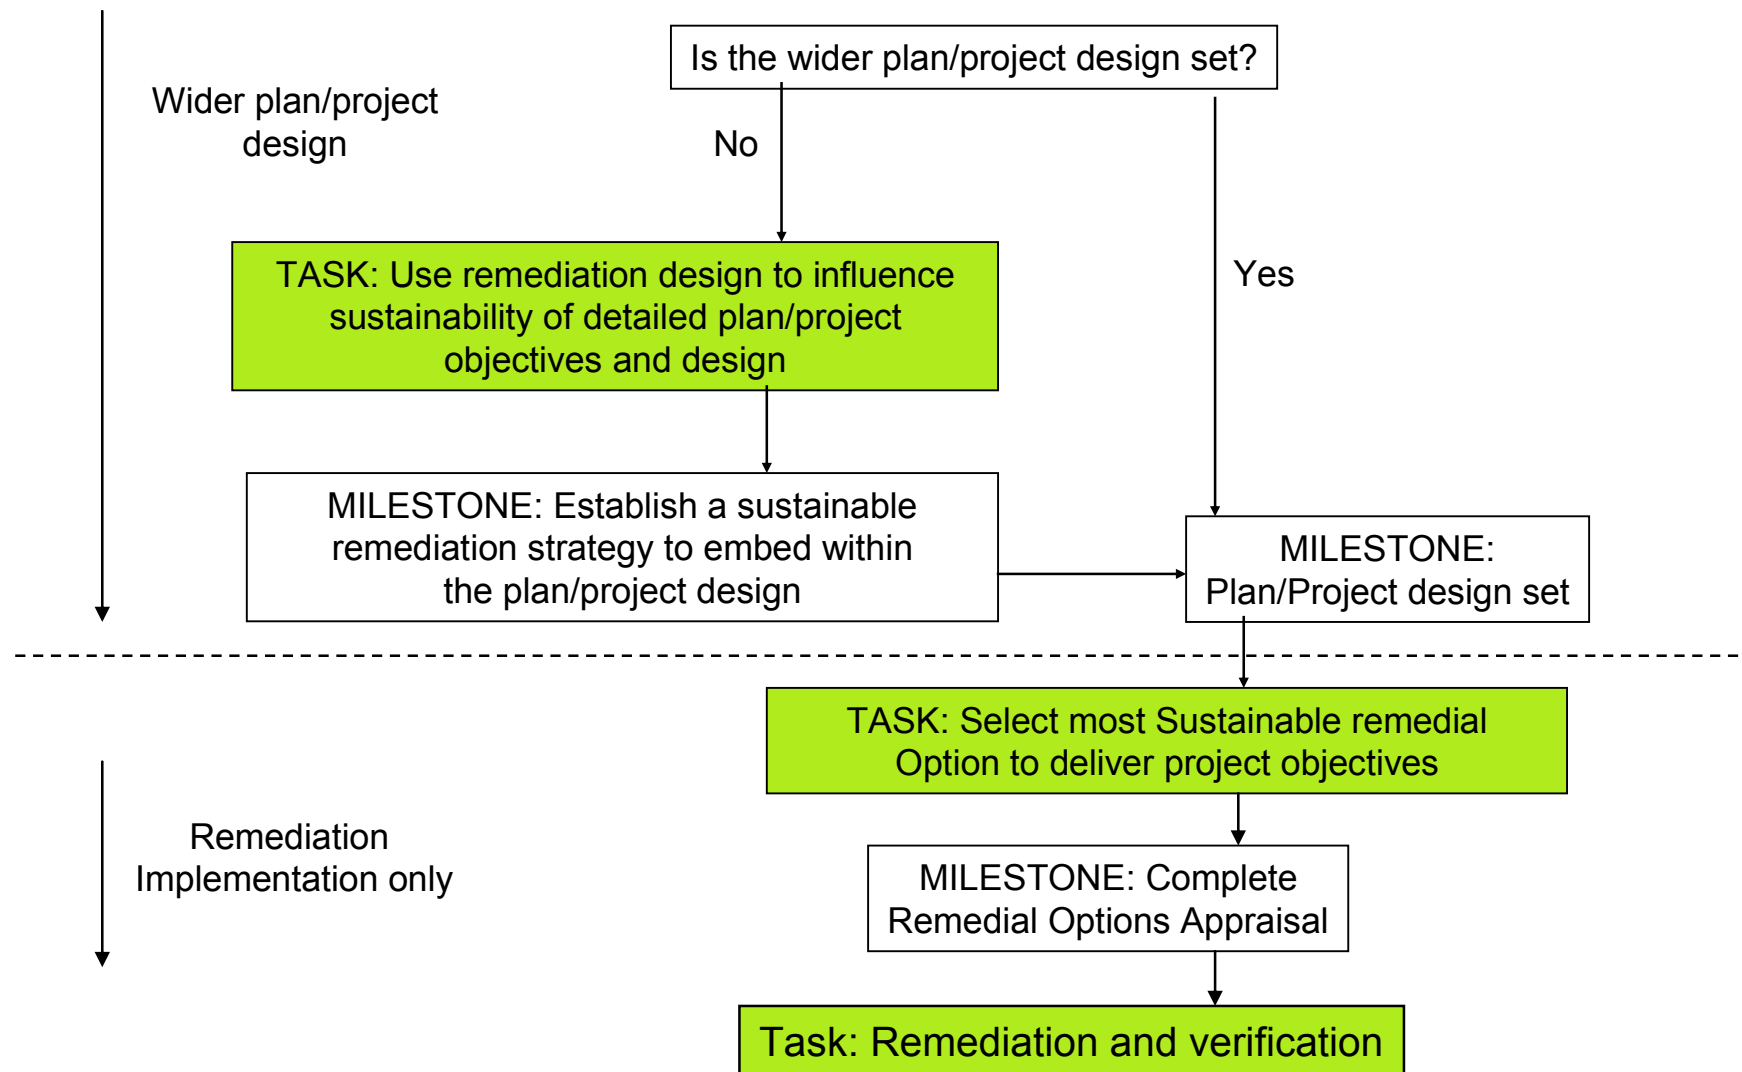 Is the wider plan/project design set?
Wider plan/project
design
No
Yes
TASK: Use remediation design to influence
sustainability of detailed plan/project
objectives and design
MILESTONE: Establish a sustainable
remediation strategy to embed within
the plan/project design
MILESTONE:
Plan/Project design set
TASK: Select most Sustainable remedial
Option to deliver project objectives
Remediation
Implementation only
MILESTONE: Complete
Remedial Options Appraisal
Task: Remediation and verification